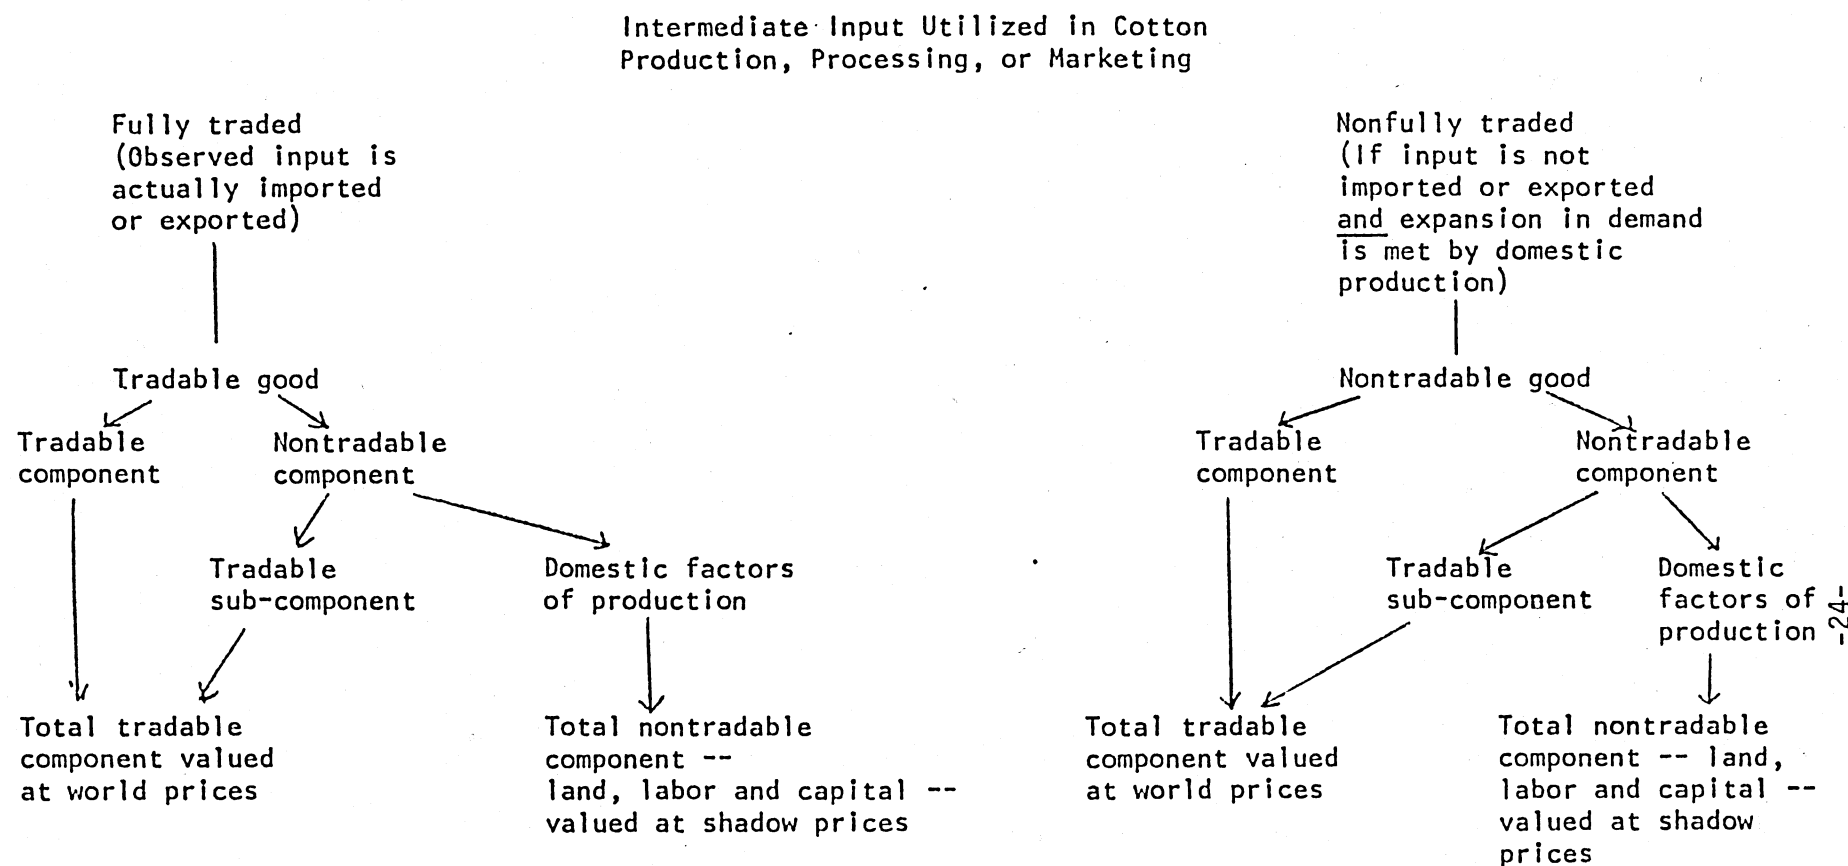 Intermediate Input Utilized in Cotton
Production, Processing, or Marketing
Fully traded
(Observed input is
actually imported
or exported)
Nonfully traded
(If input is not
imported or exported
and expansion in demand
is met by domestic
production)
Tradable good
Nontradable good
Tradable
component
Nontradable
component
Tradable
component
Nontradable
component
Tradable
sub-component
Domestic factors
of production
Tradable
sub-component
Domestic
factors of
production
-24-
Total tradable
component valued
at world prices
Total nontradable
component --
land, labor and capital --
valued at shadow prices
Total tradable
component valued
at world prices
Total nontradable
component -- land,
labor and capital --
valued at shadow
prices